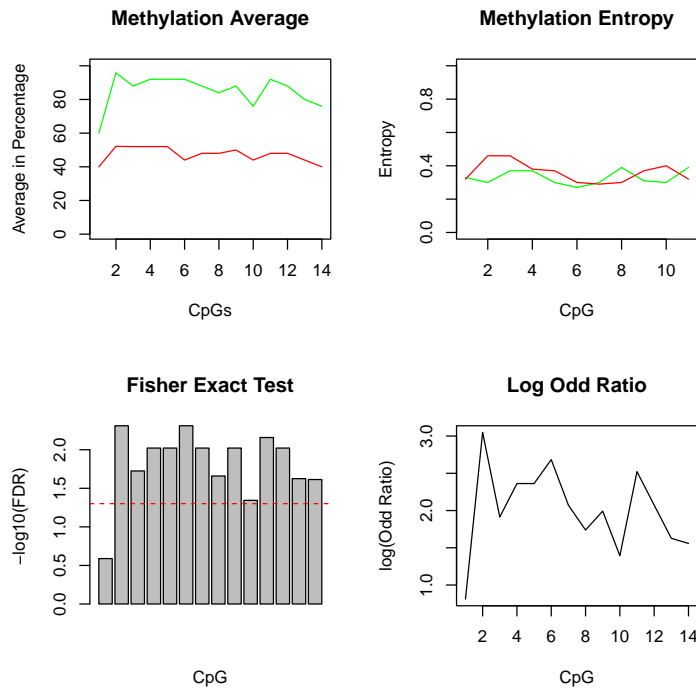 Methylation Average
Average in Percentage
0 20 40 60 80
2 4 6 8 10 12 14
CpGs
Methylation Entropy
Entropy
0.0 0.4 0.8
2 4 6 8 10
CpG
Fisher Exact Test
−log10(FDR)
0.0 0.5 1.0 1.5 2.0
CpG
Log Odd Ratio
log(Odd Ratio)
1.0 2.0 3.0
2 4 6 8 10 12 14
CpG